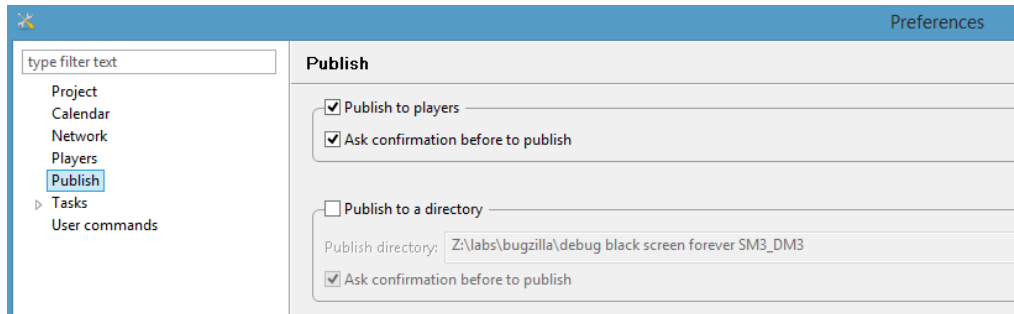 Preferences
type filter text
Project
Calendar
Network
Players
Publish
Tasks
User commands
Publish
Publish to players
Ask confirmation before to publish
Publish to a directory
Publish directory: Z:\labs\bugzilla\debug black screen forever SM3_DM3
Ask confirmation before to publish